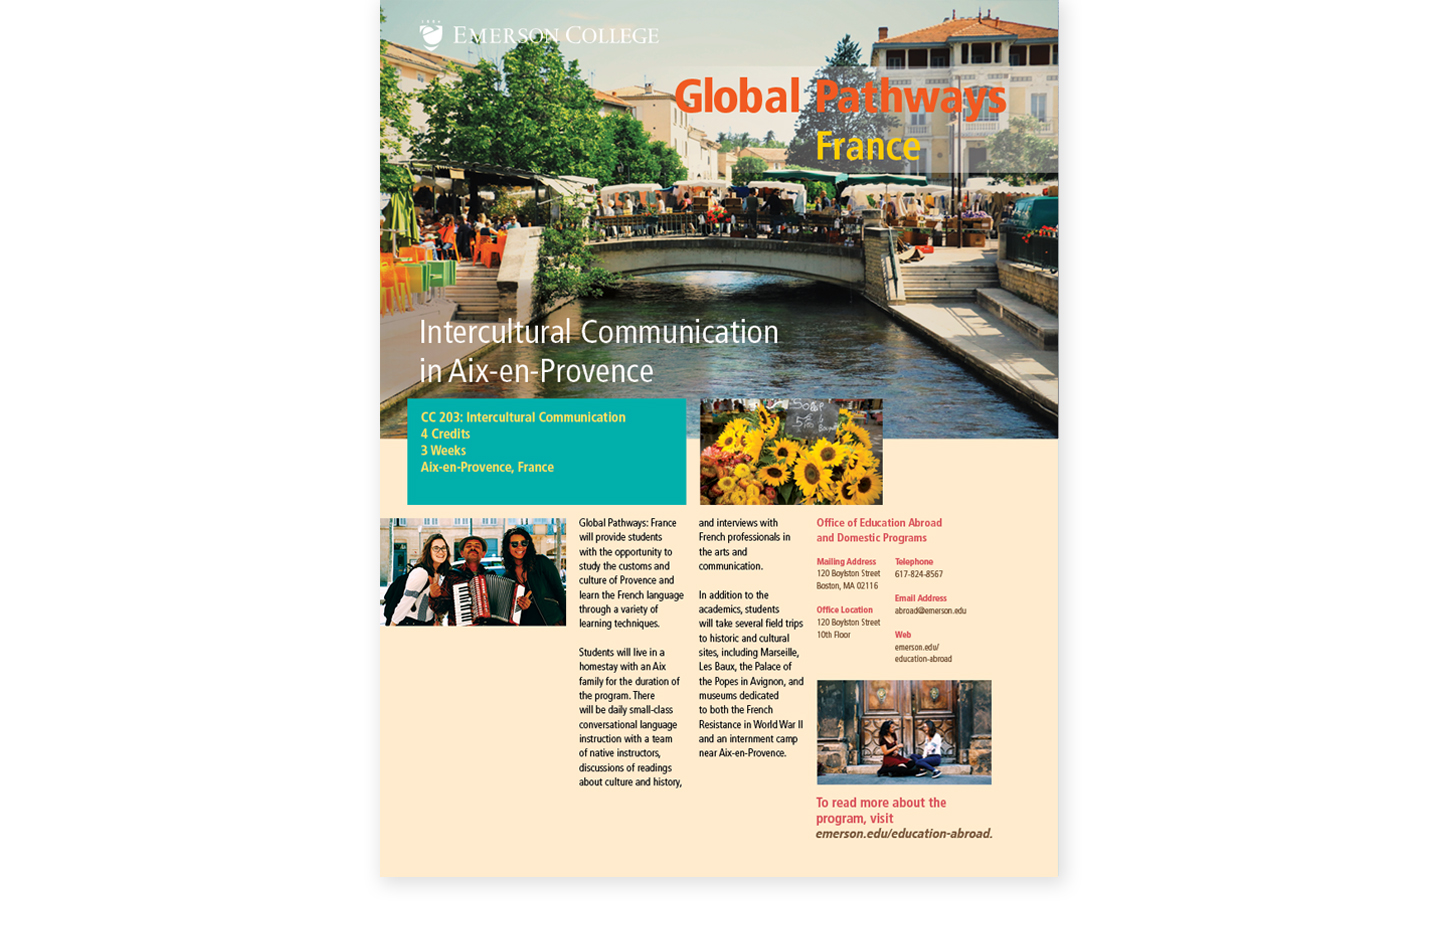 EMERSON COLLEGE
Global Pathways
France
Intercultural Communication
in Aix-en-Provence
CC 203: Intercultural Communication
4 Credits
3 Weeks
Aix-en-Provence, France
Global Pathways: France
will provide students
with the opportunity to
study the customs and
culture of Provence and
learn the French language
through a variety of
learning techniques.
Students will live in a
homestay with an Aix
family for the duration of
the program. There
will be daily small-class
conversational language
instruction with a team
of native instructors,
discussions of readings
about culture and history,
and interviews with
French professionals in
the arts and
communication.
In addition to the
academics, students
will take several field trips
to historic and cultural
sites, including Marseille,
Les Baux, the Palace of
the Popes in Avignon, and
museums dedicated
to both the French
Resistance in World War II
and an internment camp
near Aix-en-Provence.
Office of Education Abroad
and Domestic Programs
Mailing Address
120 Boylston Street
Boston, MA 02116
Office Location
120 Boylston Street
10th Floor
Telephone
617-824-8567
Email Address
abroad@emerson.edu
Web
emerson.edu/
education-abroad
To read more about the
program, visit
emerson.edu/education-abroad.